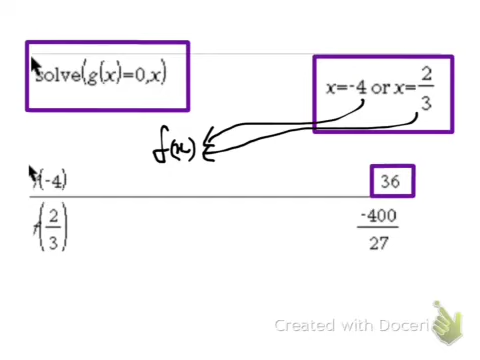 solve(g(x)=0,x)
x=-4 or x=2/3
f(x)
f(-4)
36
f(2/3)
-400/27
Created with Doceri